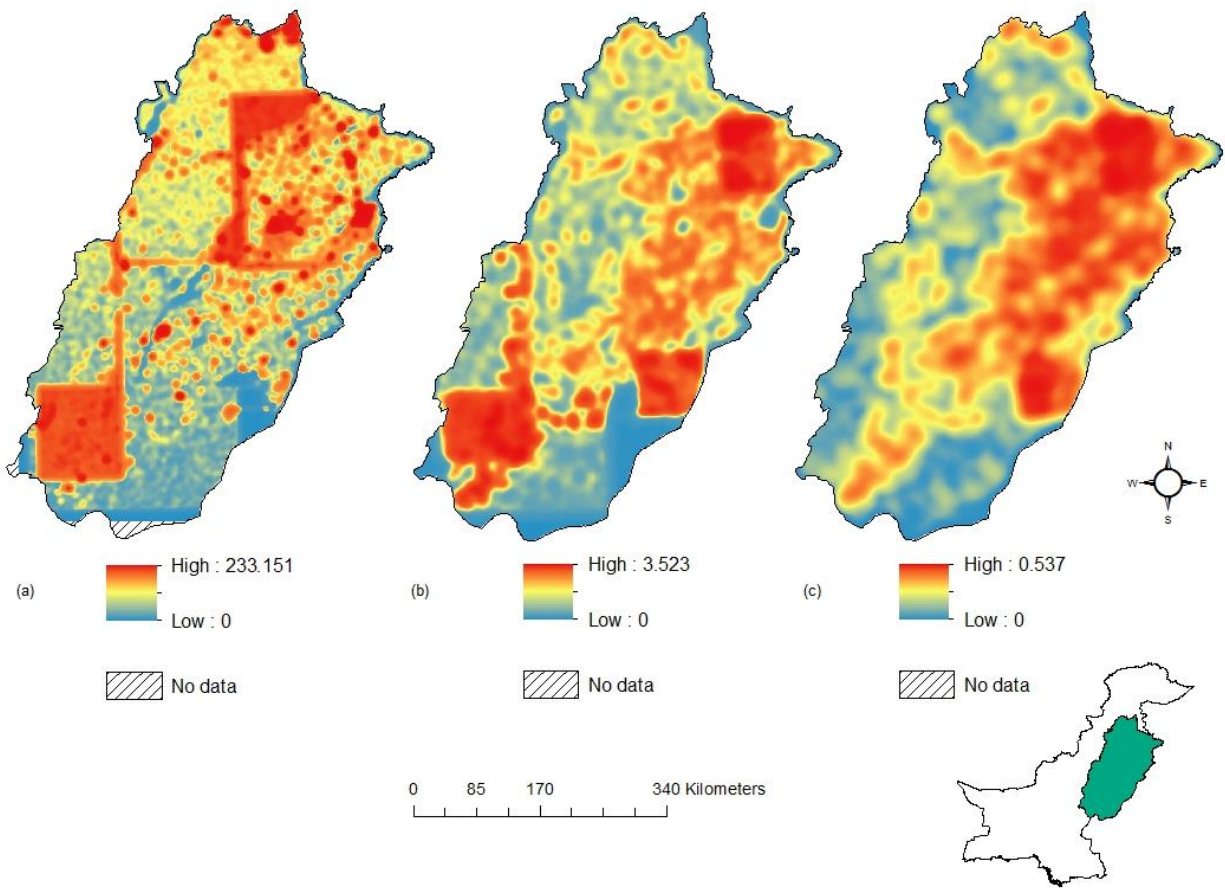 N
W E
S
(a)
High : 233.151
Low : 0
No data
(b)
High : 3.523
Low : 0
No data
(c)
High : 0.537
Low : 0
No data
0 85 170 340 Kilometers